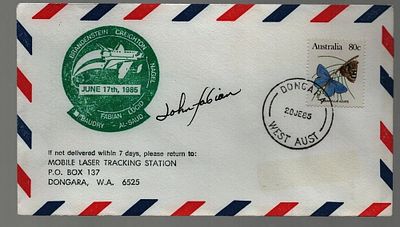 BRANDENSTEIN CREIGHTON NAGEL
JUNE 17th, 1985
FABIAN LUCID
BAUDRY AL-SAUD
John Fabian
Australia 80c
DONGARA
20JE85
WEST AUST
If not delivered within 7 days, please return to:
MOBILE LASER TRACKING STATION
P.O. BOX 137
DONGARA, W.A. 6525